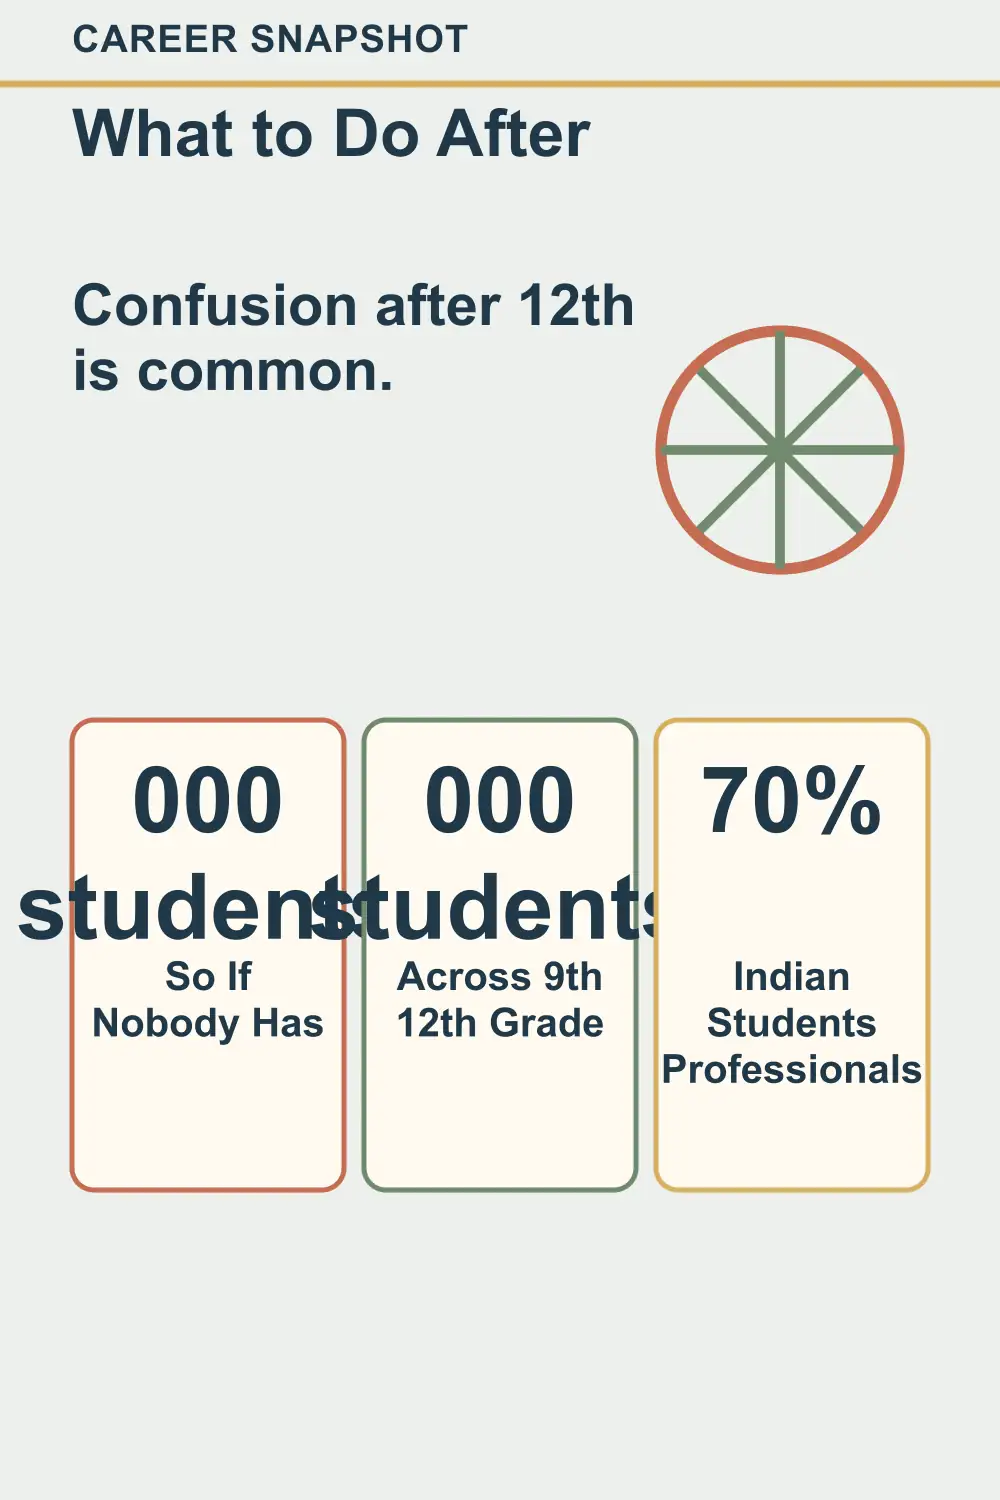 CAREER SNAPSHOT
What to Do After
Confusion after 12th
is common.
000
students
So If
Nobody Has
000
students
Across 9th
12th Grade
70%
Indian
Students
Professionals